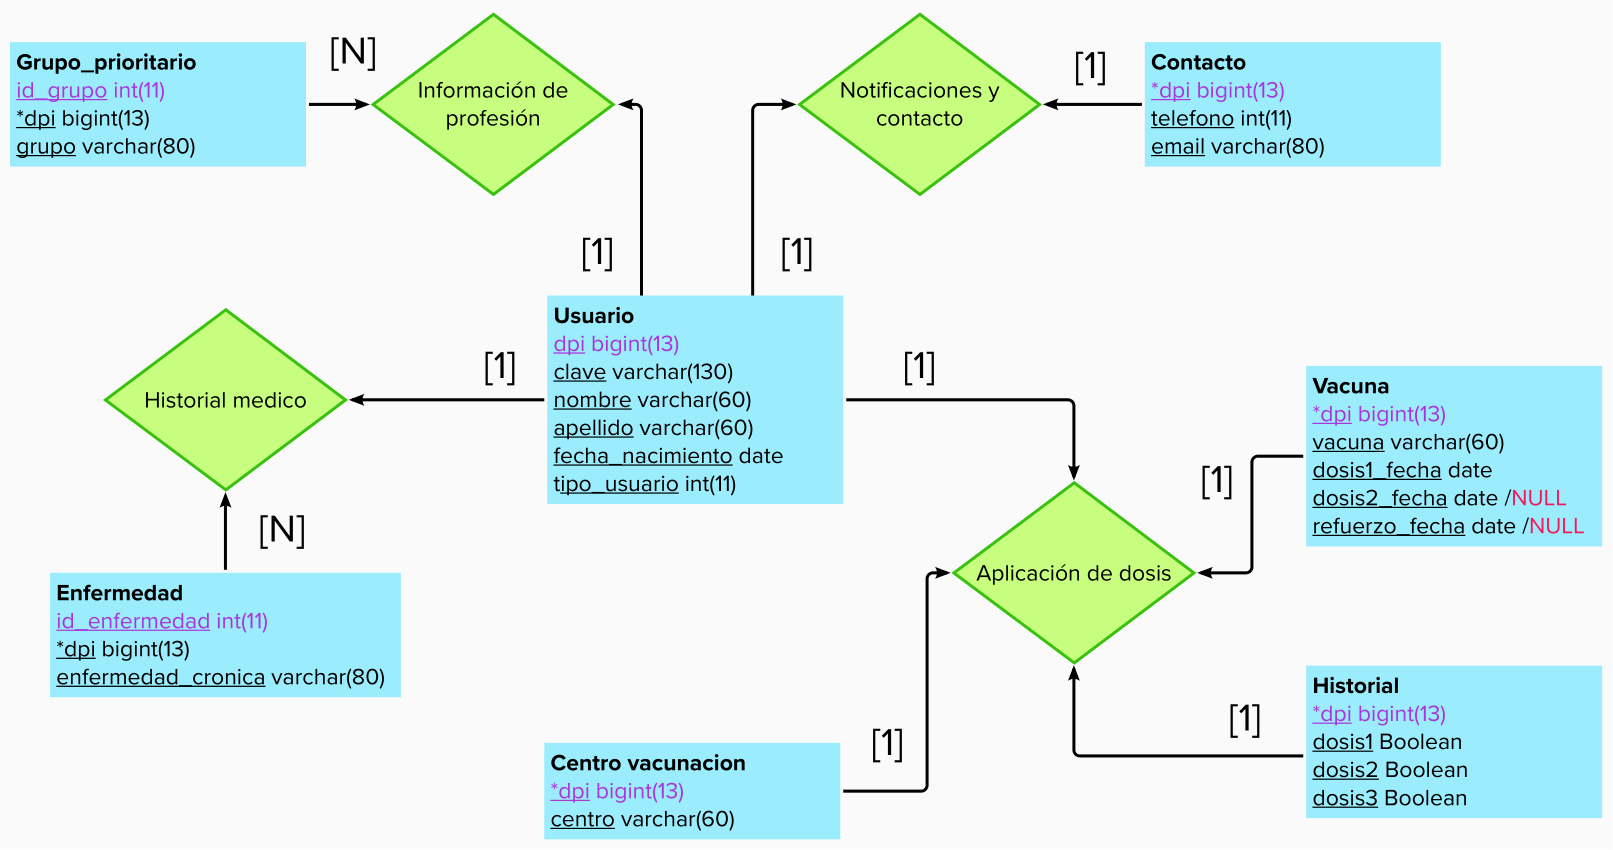 Grupo_prioritario
id_grupo int(11)
*dpi bigint(13)
grupo varchar(80)
[N]
Información de
profesión
[1]
Notificaciones y
contacto
[1]
[1]
Contacto
*dpi bigint(13)
telefono int(11)
email varchar(80)
Historial medico
[1]
Usuario
dpi bigint(13)
clave varchar(130)
nombre varchar(60)
apellido varchar(60)
fecha_nacimiento date
tipo_usuario int(11)
[1]
Vacuna
*dpi bigint(13)
vacuna varchar(60)
dosis1_fecha date
dosis2_fecha date /NULL
refuerzo_fecha date /NULL
[1]
[N]
Aplicación de dosis
Enfermedad
id_enfermedad int(11)
*dpi bigint(13)
enfermedad_cronica varchar(80)
[1]
Centro vacunacion
*dpi bigint(13)
centro varchar(60)
[1]
Historial
*dpi bigint(13)
dosis1 Boolean
dosis2 Boolean
dosis3 Boolean